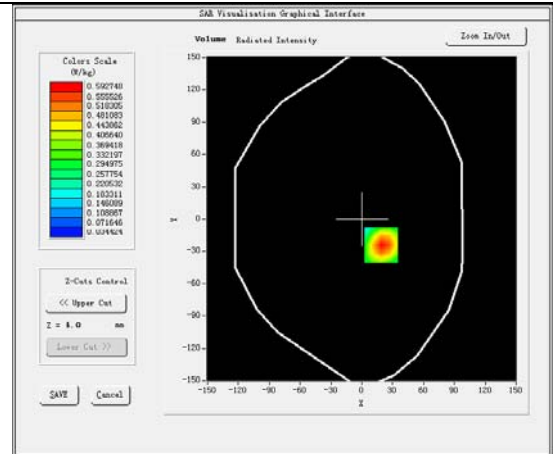 SAR Visualisation Graphical Interface
Volume Radiated Intensity
Zoom In/Out
Colors Scale
(W/kg)
0.592748
0.555526
0.518305
0.481083
0.443862
0.406640
0.369418
0.332197
0.294975
0.257754
0.220532
0.183311
0.146089
0.108867
0.071646
0.034424
Z-Cuts Control
<< Upper Cut
Z = 4.0 mm
Lower Cut >>
SAVE Cancel
150
120
90
60
30
0
-30
-60
-90
-120
-150
Y
-150 -120 -90 -60 -30 0 30 60 90 120 150
X